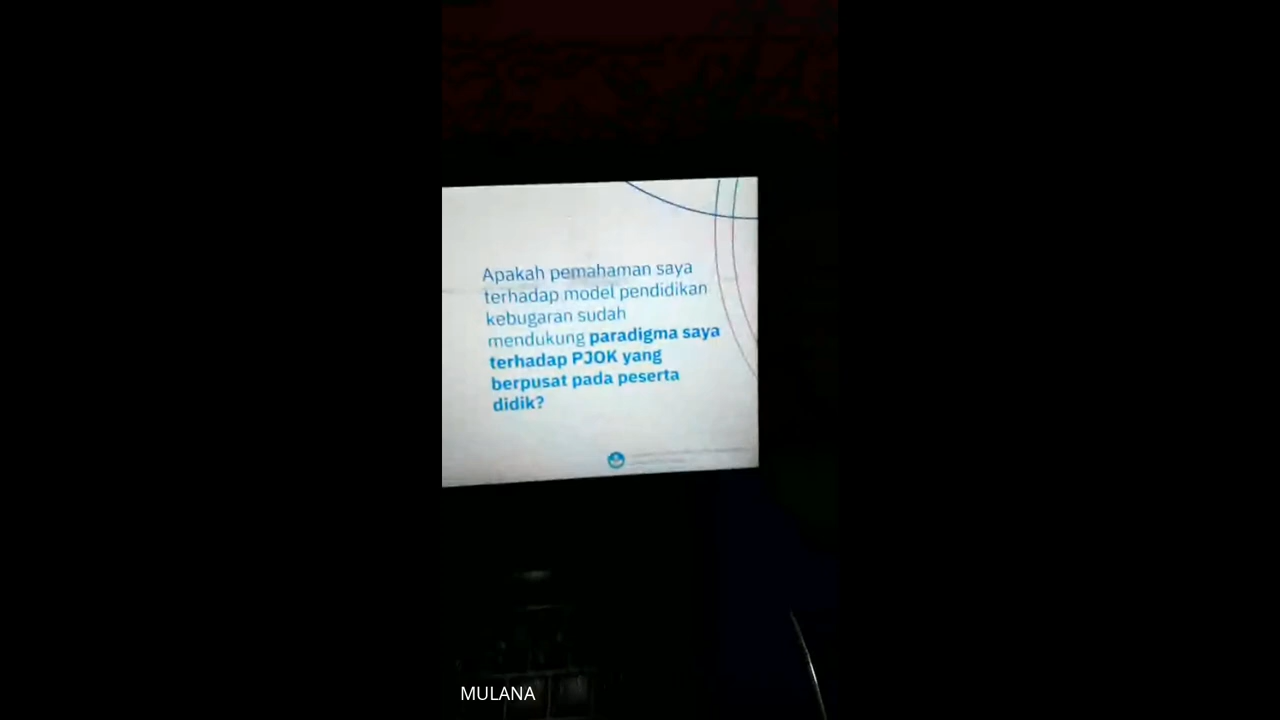 Apakah pemahaman saya
terhadap model pendidikan
kebugaran sudah
mendukung paradigma saya
terhadap PJOK yang
berpusat pada peserta
didik?
MULANA